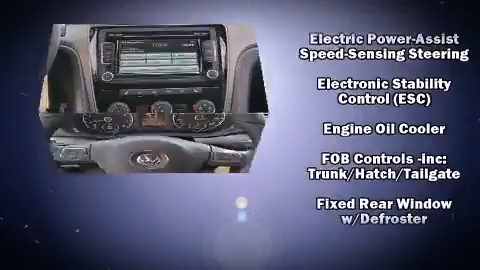 Electric Power-Assist
Speed-Sensing Steering
Electronic Stability
Control (ESC)
Engine Oil Cooler
FOB Controls -inc:
Trunk/Hatch/Tailgate
Fixed Rear Window
w/Defroster